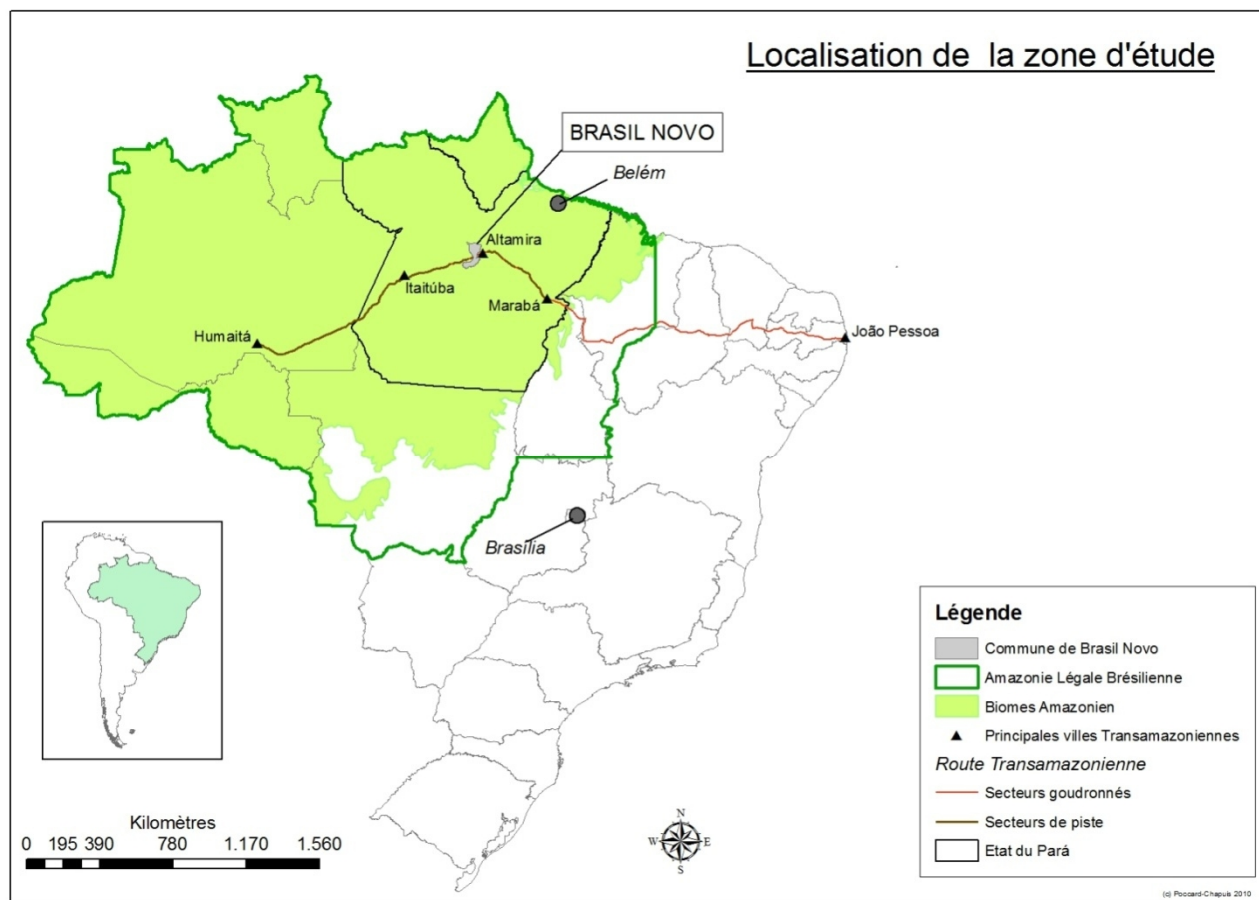 Localisation de la zone d'étude
BRASIL NOVO
Belém
Altamira
Itaitúba
Marabá
Humaitá
João Pessoa
Brasília
Légende
Commune de Brasil Novo
Amazonie Légale Brésilienne
Biomes Amazonien
Principales villes Transamazoniennes
Route Transamazonienne
Secteurs goudronnés
Secteurs de piste
Etat du Pará
Kilomètres
0 195 390 780 1.170 1.560
N
W E
S
(c) Poccard-Chapuis 2010